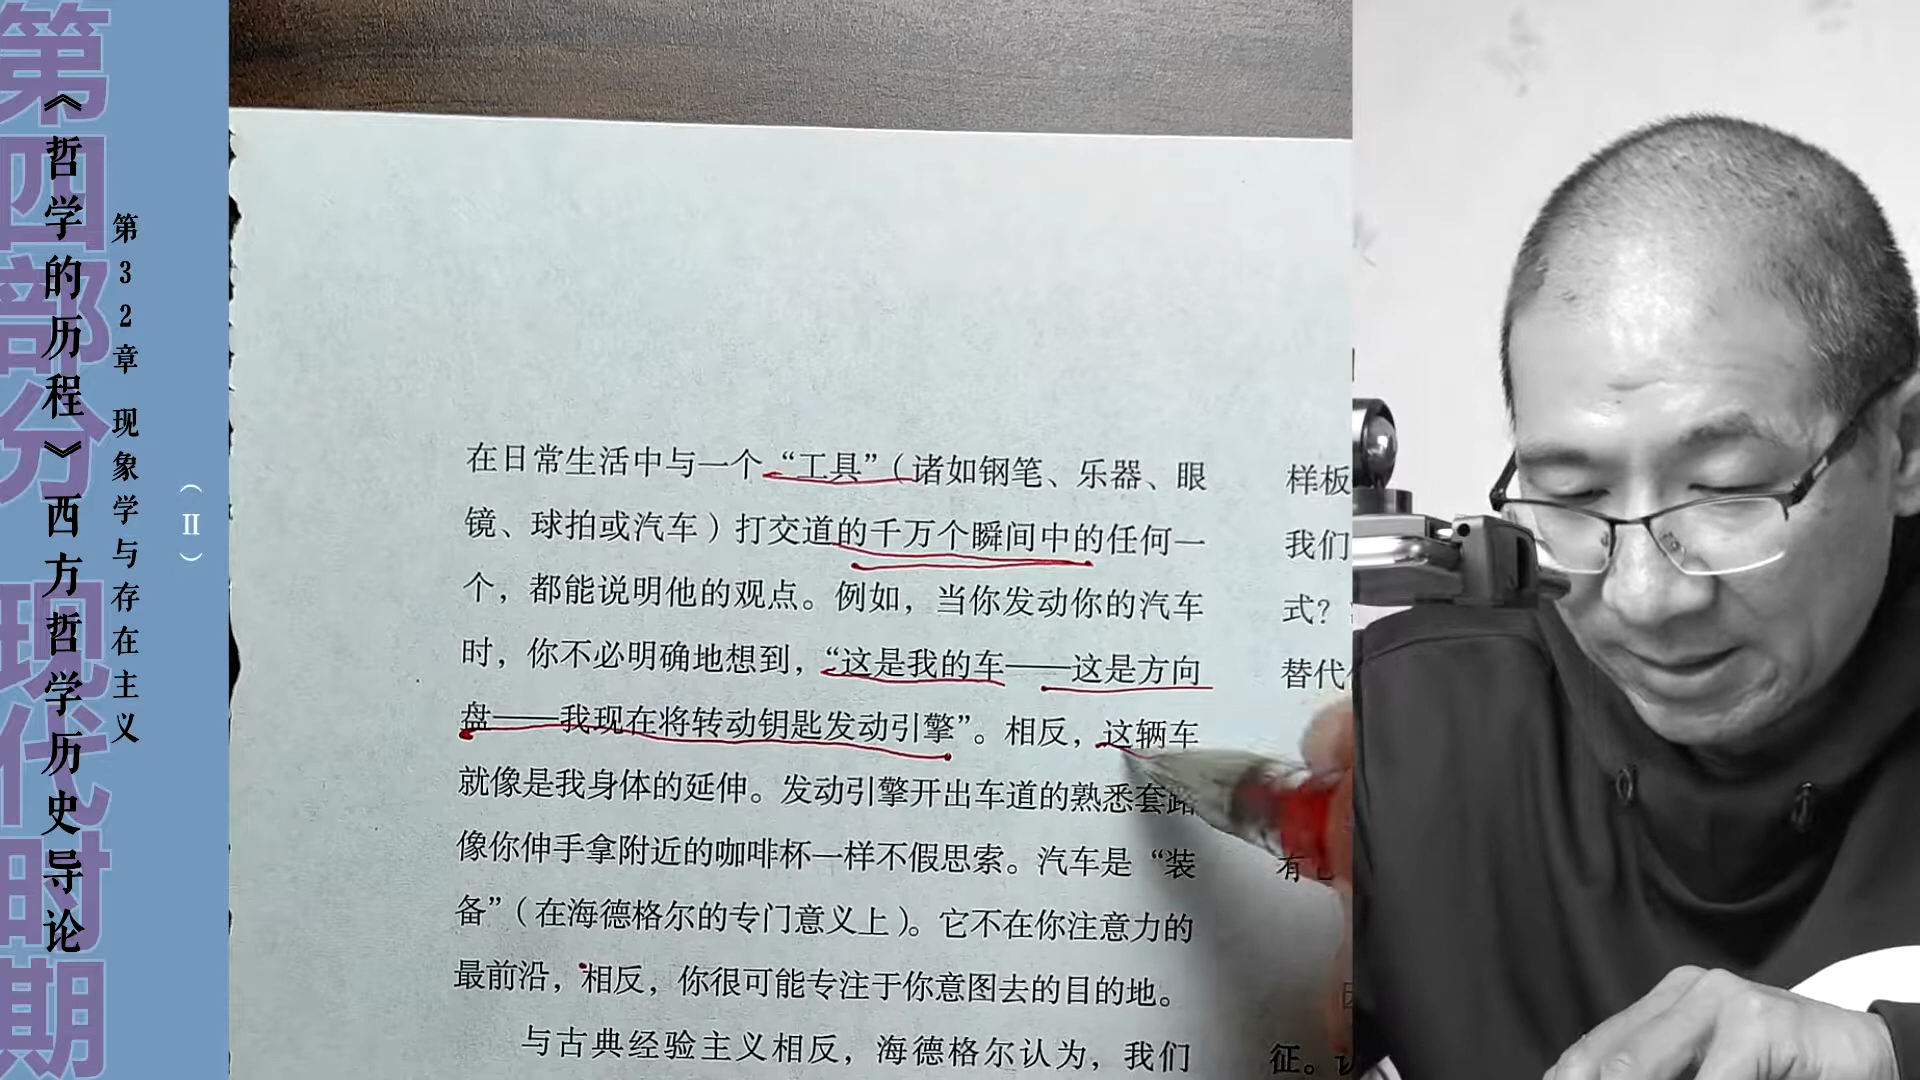 第四部分 现代时期
《哲学的历程》西方哲学历史导论
第32章 现象学与存在主义
（Ⅱ）
在日常生活中与一个“工具”（诸如钢笔、乐器、眼
镜、球拍或汽车）打交道的千万个瞬间中的任何一
个，都能说明他的观点。例如，当你发动你的汽车
时，你不必明确地想到，“这是我的车——这是方向
盘——我现在将转动钥匙发动引擎”。相反，这辆车
就像是我身体的延伸。发动引擎开出车道的熟悉套路
像你伸手拿附近的咖啡杯一样不假思索。汽车是“装
备”（在海德格尔的专门意义上）。它不在你注意力的
最前沿，相反，你很可能专注于你意图去的目的地。
与古典经验主义相反，海德格尔认为，我们
样板
我们
式？
替代
有
征。